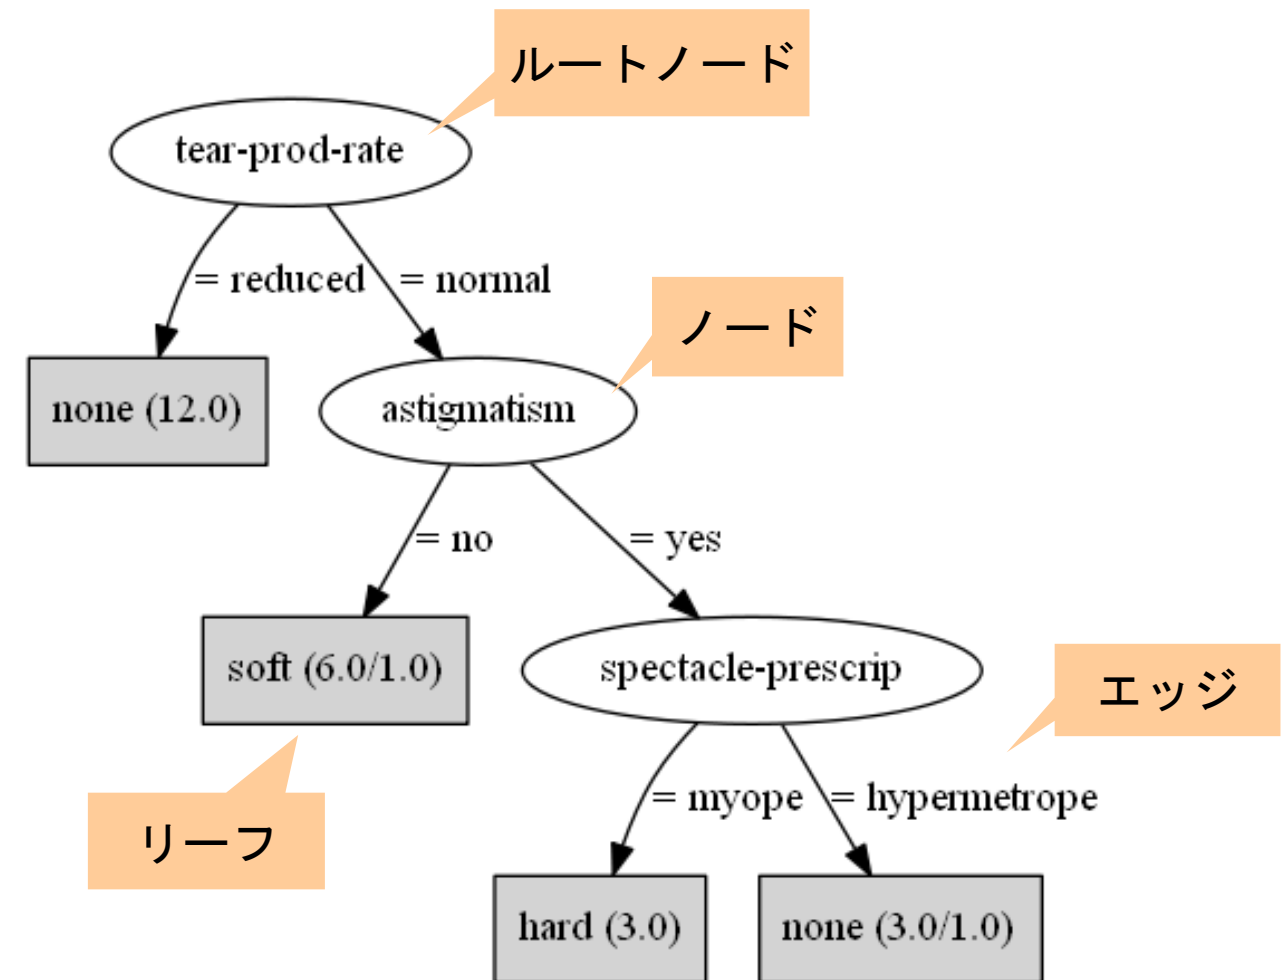 ルートノード
tear-prod-rate
= reduced
= normal
ノード
none (12.0)
astigmatism
= no
= yes
soft (6.0/1.0)
spectacle-prescrip
エッジ
リーフ
= myope
= hypermetrope
hard (3.0)
none (3.0/1.0)